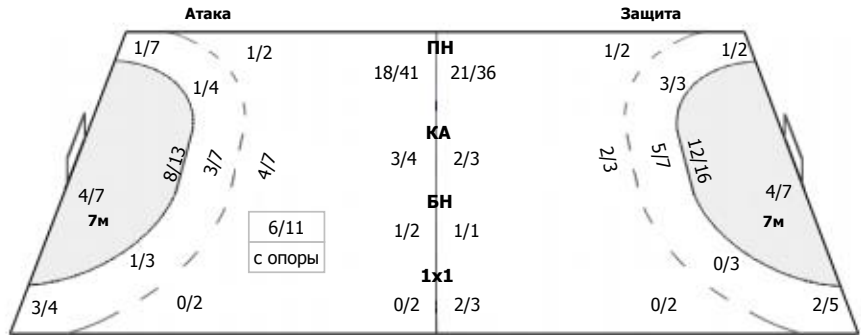 Атака Защита
1/7 1/2 ПН 1/2 1/2
18/41 21/36
1/4 3/3
КА
8/13 3/7 4/7 3/4 2/3 2/3 5/7 12/16
4/7 4/7
7м 7м
БН
6/11 1/2 1/1
с опоры
1/3 0/3
1x1
3/4 0/2 0/2 2/3 0/2 2/5